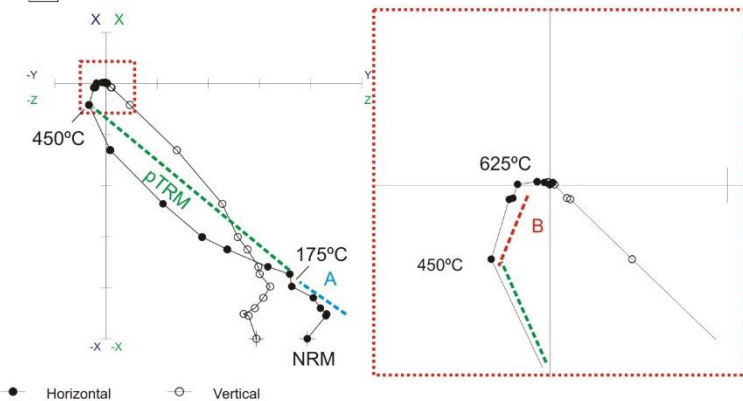 X X
-Y Y
-Z Z
450ºC
pTRM
175ºC
A
NRM
-X -X
625ºC
B
450ºC
Horizontal Vertical